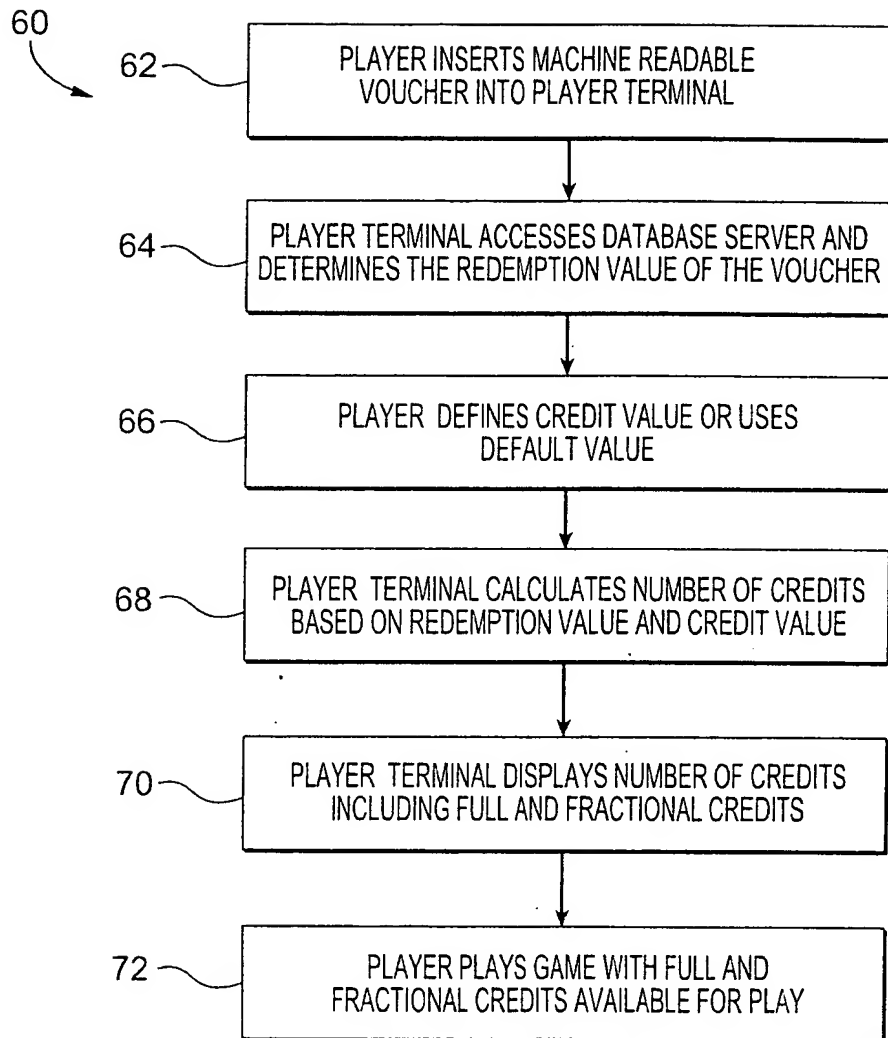 60
62
PLAYER INSERTS MACHINE READABLE
VOUCHER INTO PLAYER TERMINAL
64
PLAYER TERMINAL ACCESSES DATABASE SERVER AND
DETERMINES THE REDEMPTION VALUE OF THE VOUCHER
66
PLAYER DEFINES CREDIT VALUE OR USES
DEFAULT VALUE
68
PLAYER TERMINAL CALCULATES NUMBER OF CREDITS
BASED ON REDEMPTION VALUE AND CREDIT VALUE
70
PLAYER TERMINAL DISPLAYS NUMBER OF CREDITS
INCLUDING FULL AND FRACTIONAL CREDITS
72
PLAYER PLAYS GAME WITH FULL AND
FRACTIONAL CREDITS AVAILABLE FOR PLAY